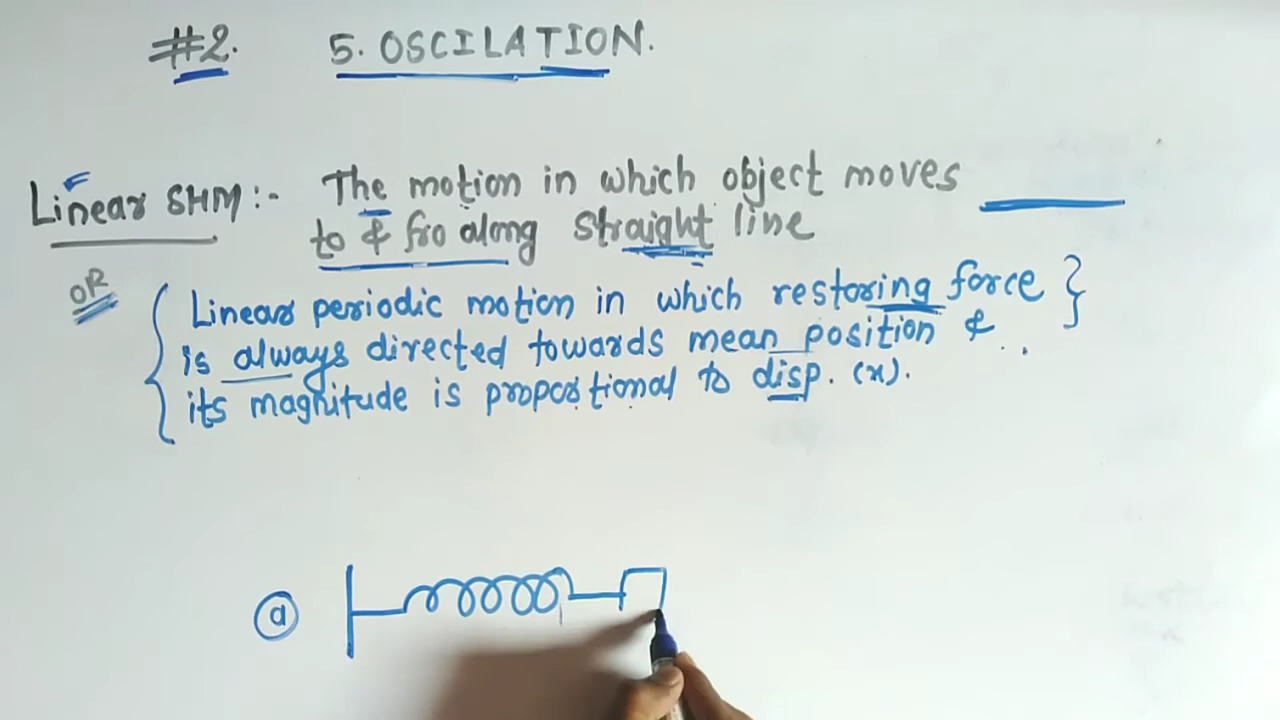 #2. 5. OSCILATION.
Linear SHM:- The motion in which object moves
to & fro along straight line
OR
Linear periodic motion in which restoring force
is always directed towards mean position &
its magnitude is proportional to disp. (x).
a